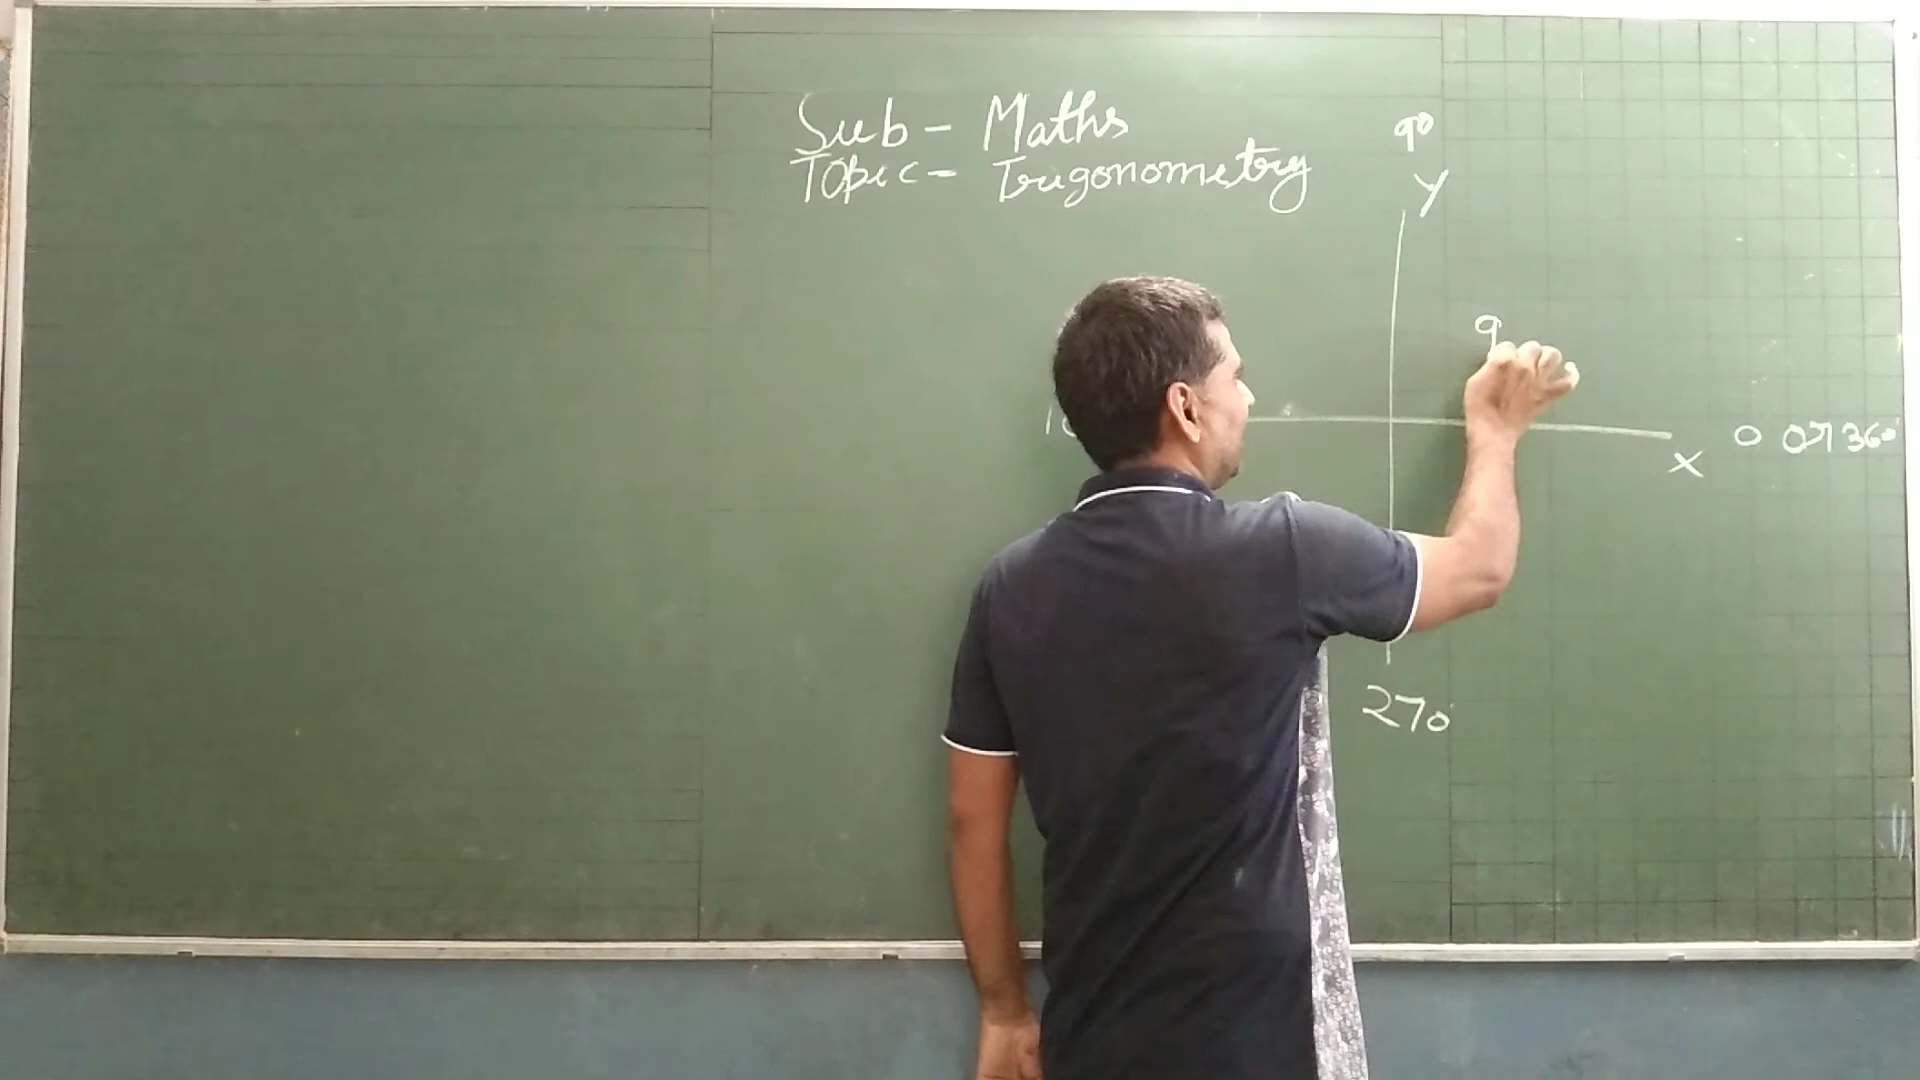 Sub - Maths
Topic - Trigonometry
90
Y
9
0 or 360°
X
270